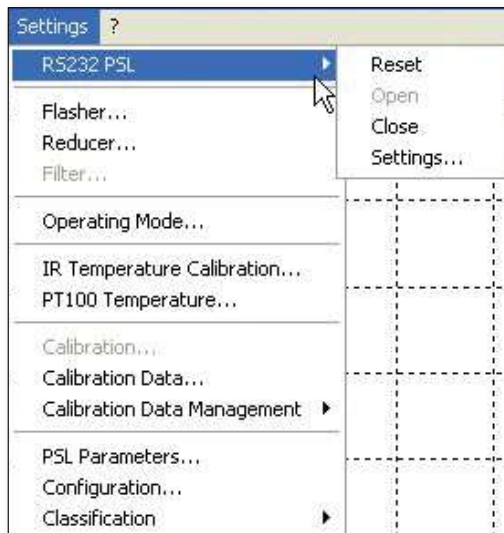 Settings ?
RS232 PSL
Reset
Open
Close
Settings...
Flasher...
Reducer...
Filter...
Operating Mode...
IR Temperature Calibration...
PT100 Temperature...
Calibration...
Calibration Data...
Calibration Data Management
PSL Parameters...
Configuration...
Classification